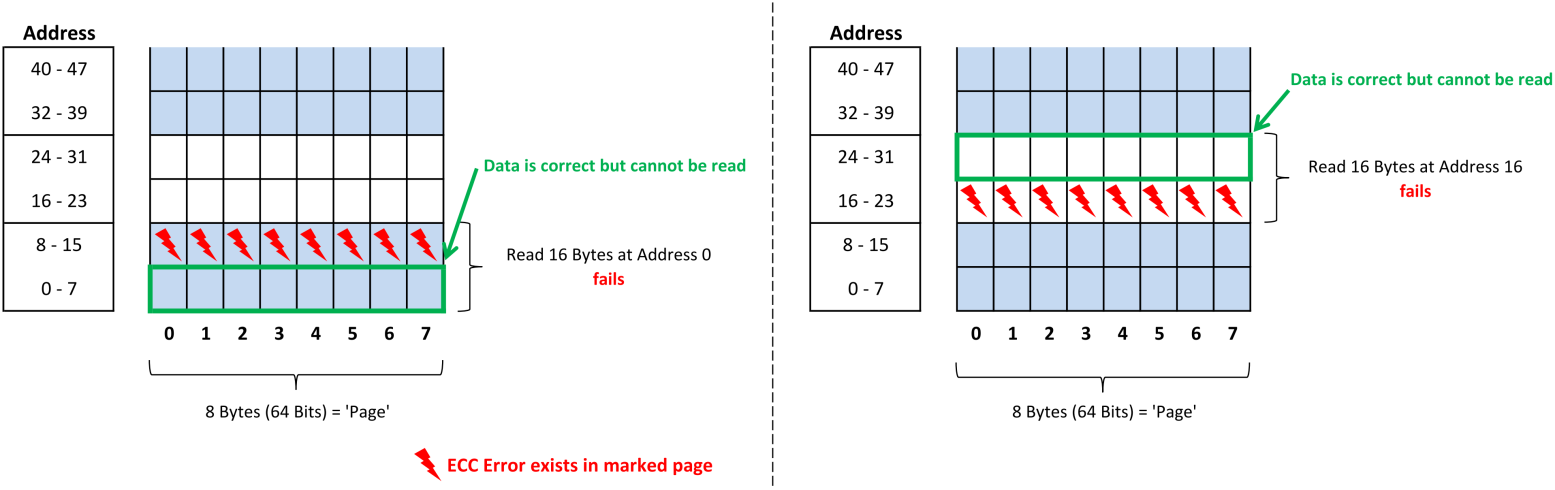 Address
40 - 47
32 - 39
24 - 31
16 - 23
8 - 15
0 - 7
Data is correct but cannot be read
Read 16 Bytes at Address 0
fails
0 1 2 3 4 5 6 7
8 Bytes (64 Bits) = 'Page'
ECC Error exists in marked page
Address
40 - 47
32 - 39
24 - 31
16 - 23
8 - 15
0 - 7
Data is correct but cannot be read
Read 16 Bytes at Address 16
fails
0 1 2 3 4 5 6 7
8 Bytes (64 Bits) = 'Page'